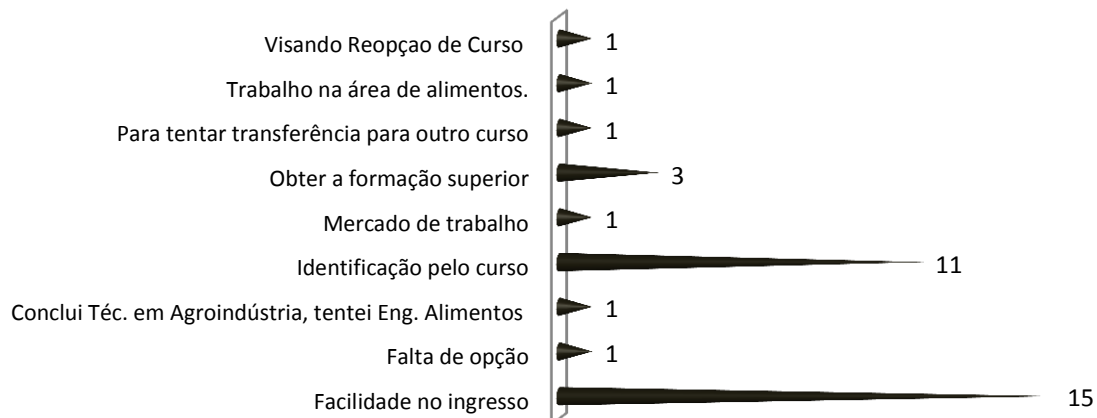 Visando Reopçao de Curso 1
Trabalho na área de alimentos. 1
Para tentar transferência para outro curso 1
Obter a formação superior 3
Mercado de trabalho 1
Identificação pelo curso 11
Conclui Téc. em Agroindústria, tentei Eng. Alimentos 1
Falta de opção 1
Facilidade no ingresso 15